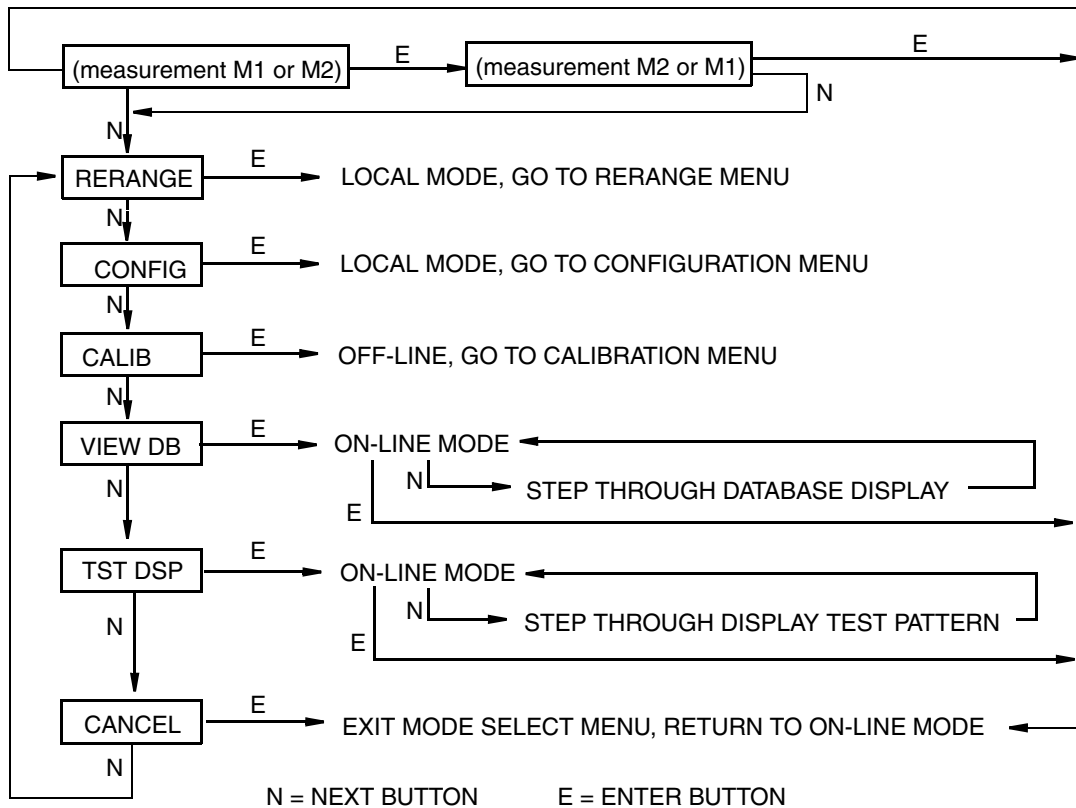 E
(measurement M1 or M2)
E
(measurement M2 or M1)
N
N
RERANGE
E
LOCAL MODE, GO TO RERANGE MENU
N
CONFIG
E
LOCAL MODE, GO TO CONFIGURATION MENU
N
CALIB
E
OFF-LINE, GO TO CALIBRATION MENU
N
VIEW DB
E
ON-LINE MODE
N
N
STEP THROUGH DATABASE DISPLAY
E
TST DSP
E
ON-LINE MODE
N
N
STEP THROUGH DISPLAY TEST PATTERN
E
CANCEL
E
EXIT MODE SELECT MENU, RETURN TO ON-LINE MODE
N
N = NEXT BUTTON
E = ENTER BUTTON